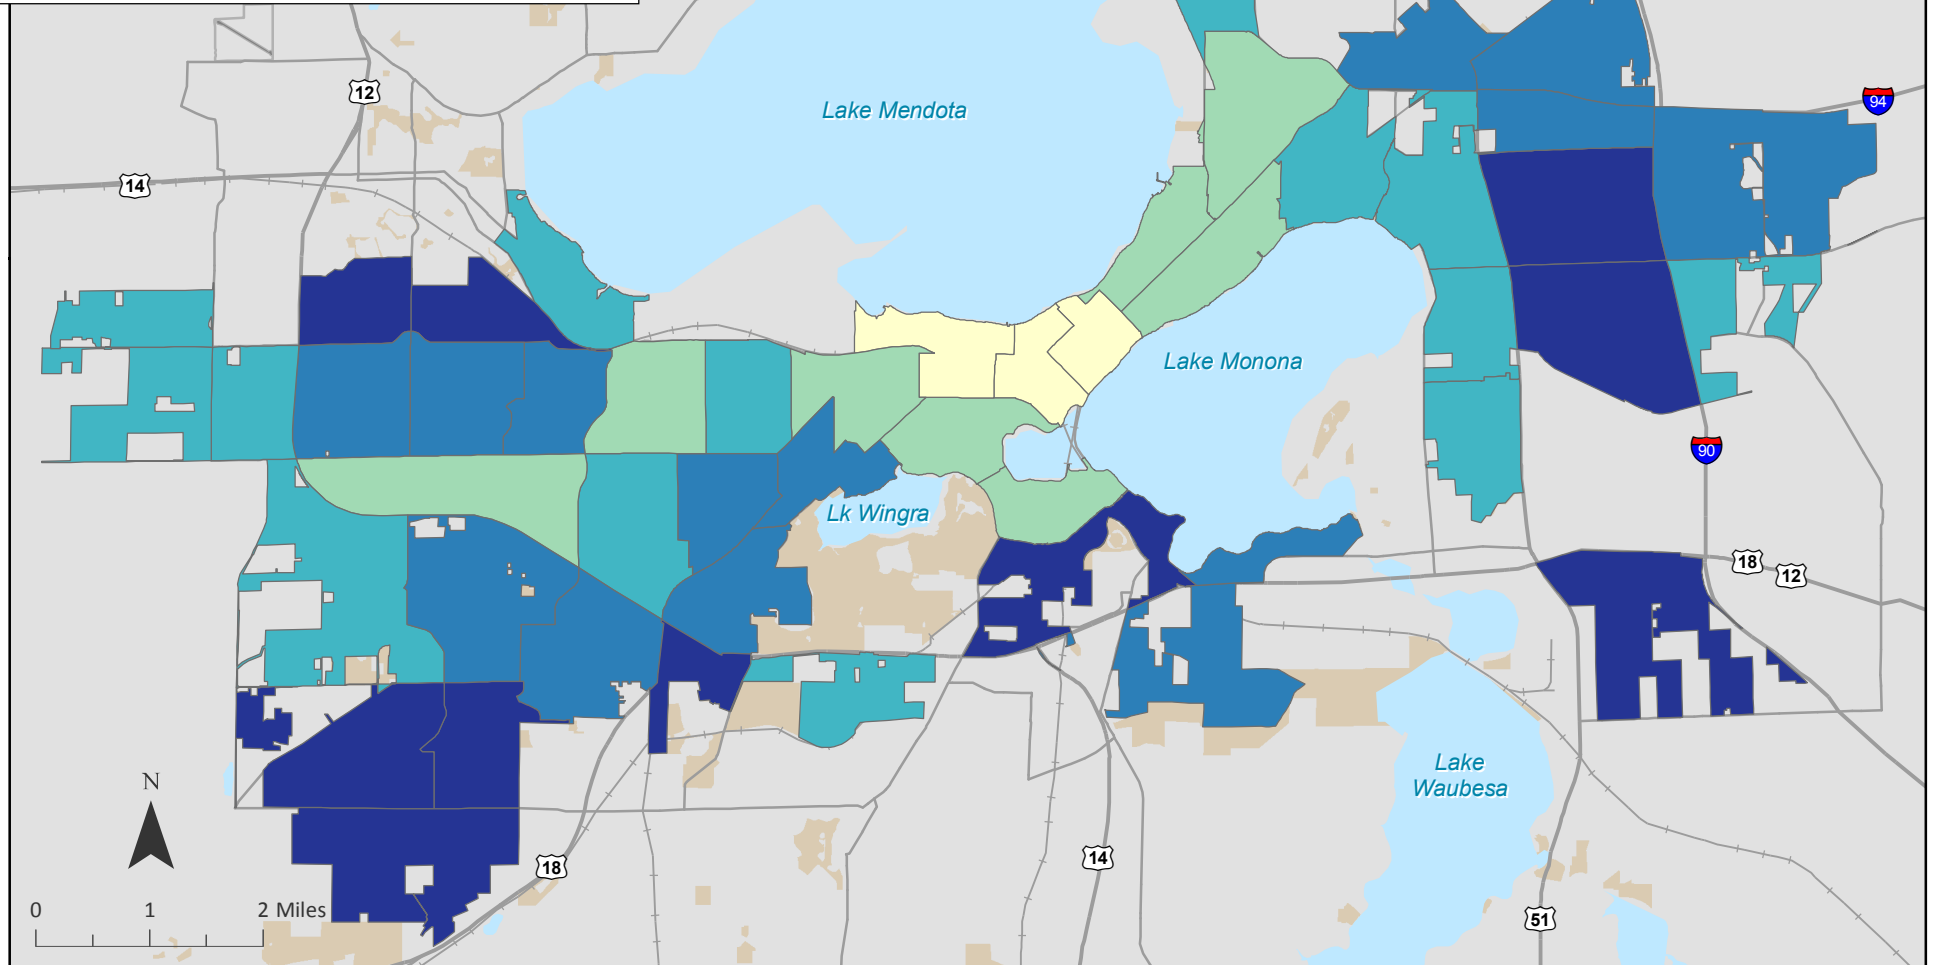 94
12
Lake Mendota
14
Lake Monona
90
Lk Wingra
18
12
Lake
Waubesa
N
18
14
0 1 2 Miles
51